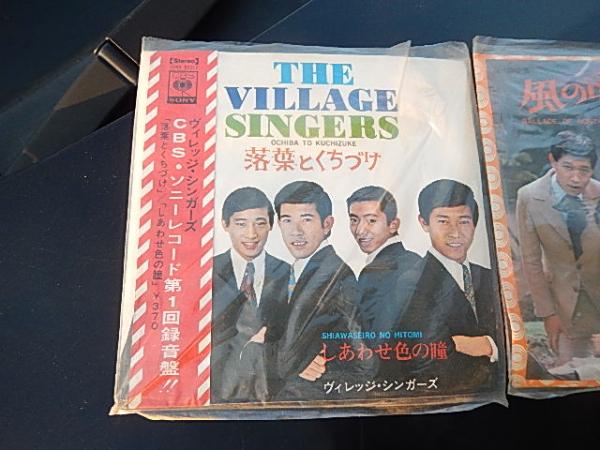 [Stereo]
CBS
SONY
ヴィレッジ・シンガーズ
CBS・ソニーレコード第1回録音盤!!
「落葉とくちづけ」/「しあわせ色の瞳」¥370
THE
VILLAGE
SINGERS
OCHIBA TO KUCHIZUKE
落葉とくちづけ
SHIAWASEIRO NO HITOMI
しあわせ色の瞳
ヴィレッジ・シンガーズ
風の